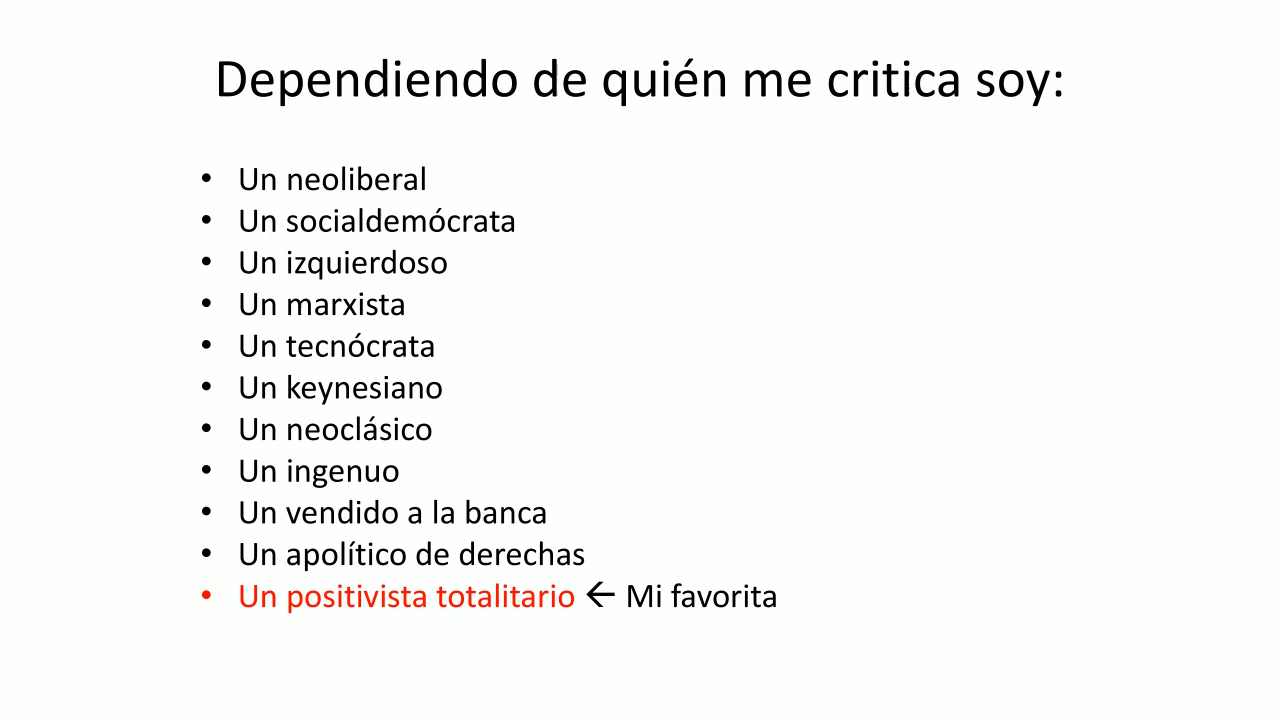 Dependiendo de quién me critica soy:
• Un neoliberal
• Un socialdemócrata
• Un izquierdoso
• Un marxista
• Un tecnócrata
• Un keynesiano
• Un neoclásico
• Un ingenuo
• Un vendido a la banca
• Un apolítico de derechas
• Un positivista totalitario ← Mi favorita